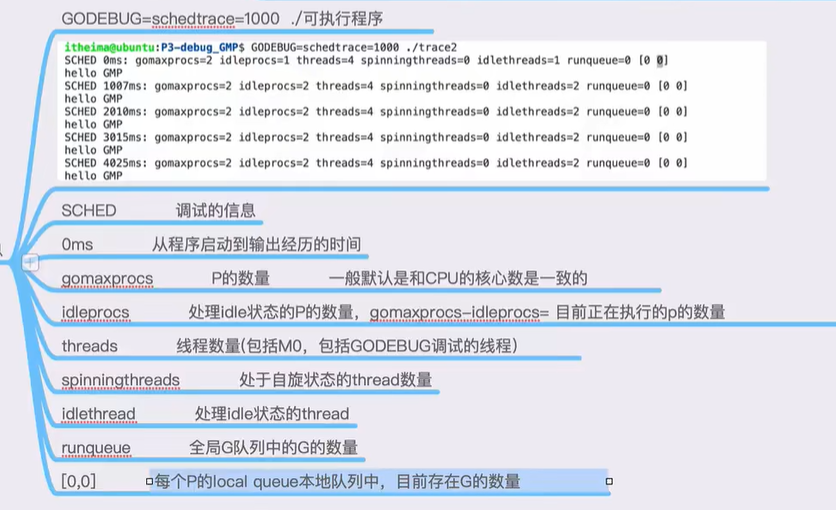 GODEBUG=schedtrace=1000 ./可执行程序
itheima@ubuntu:P3-debug_GMP$ GODEBUG=schedtrace=1000 ./trace2
SCHED 0ms: gomaxprocs=2 idleprocs=1 threads=4 spinningthreads=0 idlethreads=1 runqueue=0 [0 0]
hello GMP
SCHED 1007ms: gomaxprocs=2 idleprocs=2 threads=4 spinningthreads=0 idlethreads=2 runqueue=0 [0 0]
hello GMP
SCHED 2010ms: gomaxprocs=2 idleprocs=2 threads=4 spinningthreads=0 idlethreads=2 runqueue=0 [0 0]
hello GMP
SCHED 3015ms: gomaxprocs=2 idleprocs=2 threads=4 spinningthreads=0 idlethreads=2 runqueue=0 [0 0]
hello GMP
SCHED 4025ms: gomaxprocs=2 idleprocs=2 threads=4 spinningthreads=0 idlethreads=2 runqueue=0 [0 0]
hello GMP
SCHED 调试的信息
0ms 从程序启动到输出经历的时间
gomaxprocs P的数量 一般默认是和CPU的核心数是一致的
idleprocs 处理idle状态的P的数量，gomaxprocs-idleprocs= 目前正在执行的p的数量
threads 线程数量(包括M0，包括GODEBUG调试的线程)
spinningthreads 处于自旋状态的thread数量
idlethread 处理idle状态的thread
runqueue 全局G队列中的G的数量
[0,0] 每个P的local queue本地队列中，目前存在G的数量